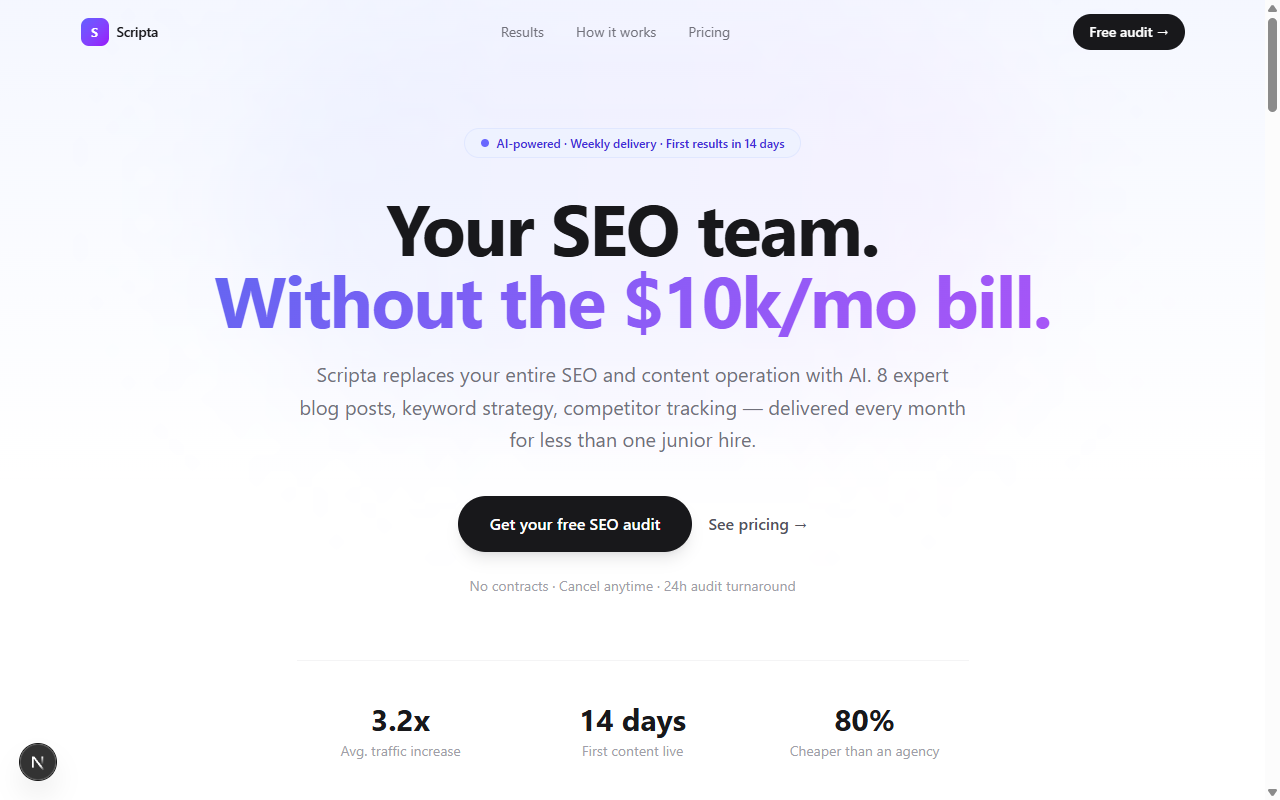 S Scripta
Results
How it works
Pricing
Free audit →
AI-powered · Weekly delivery · First results in 14 days
Your SEO team.
Without the $10k/mo bill.
Scripta replaces your entire SEO and content operation with AI. 8 expert
blog posts, keyword strategy, competitor tracking — delivered every month
for less than one junior hire.
Get your free SEO audit
See pricing →
No contracts · Cancel anytime · 24h audit turnaround
3.2x
Avg. traffic increase
14 days
First content live
80%
Cheaper than an agency
N